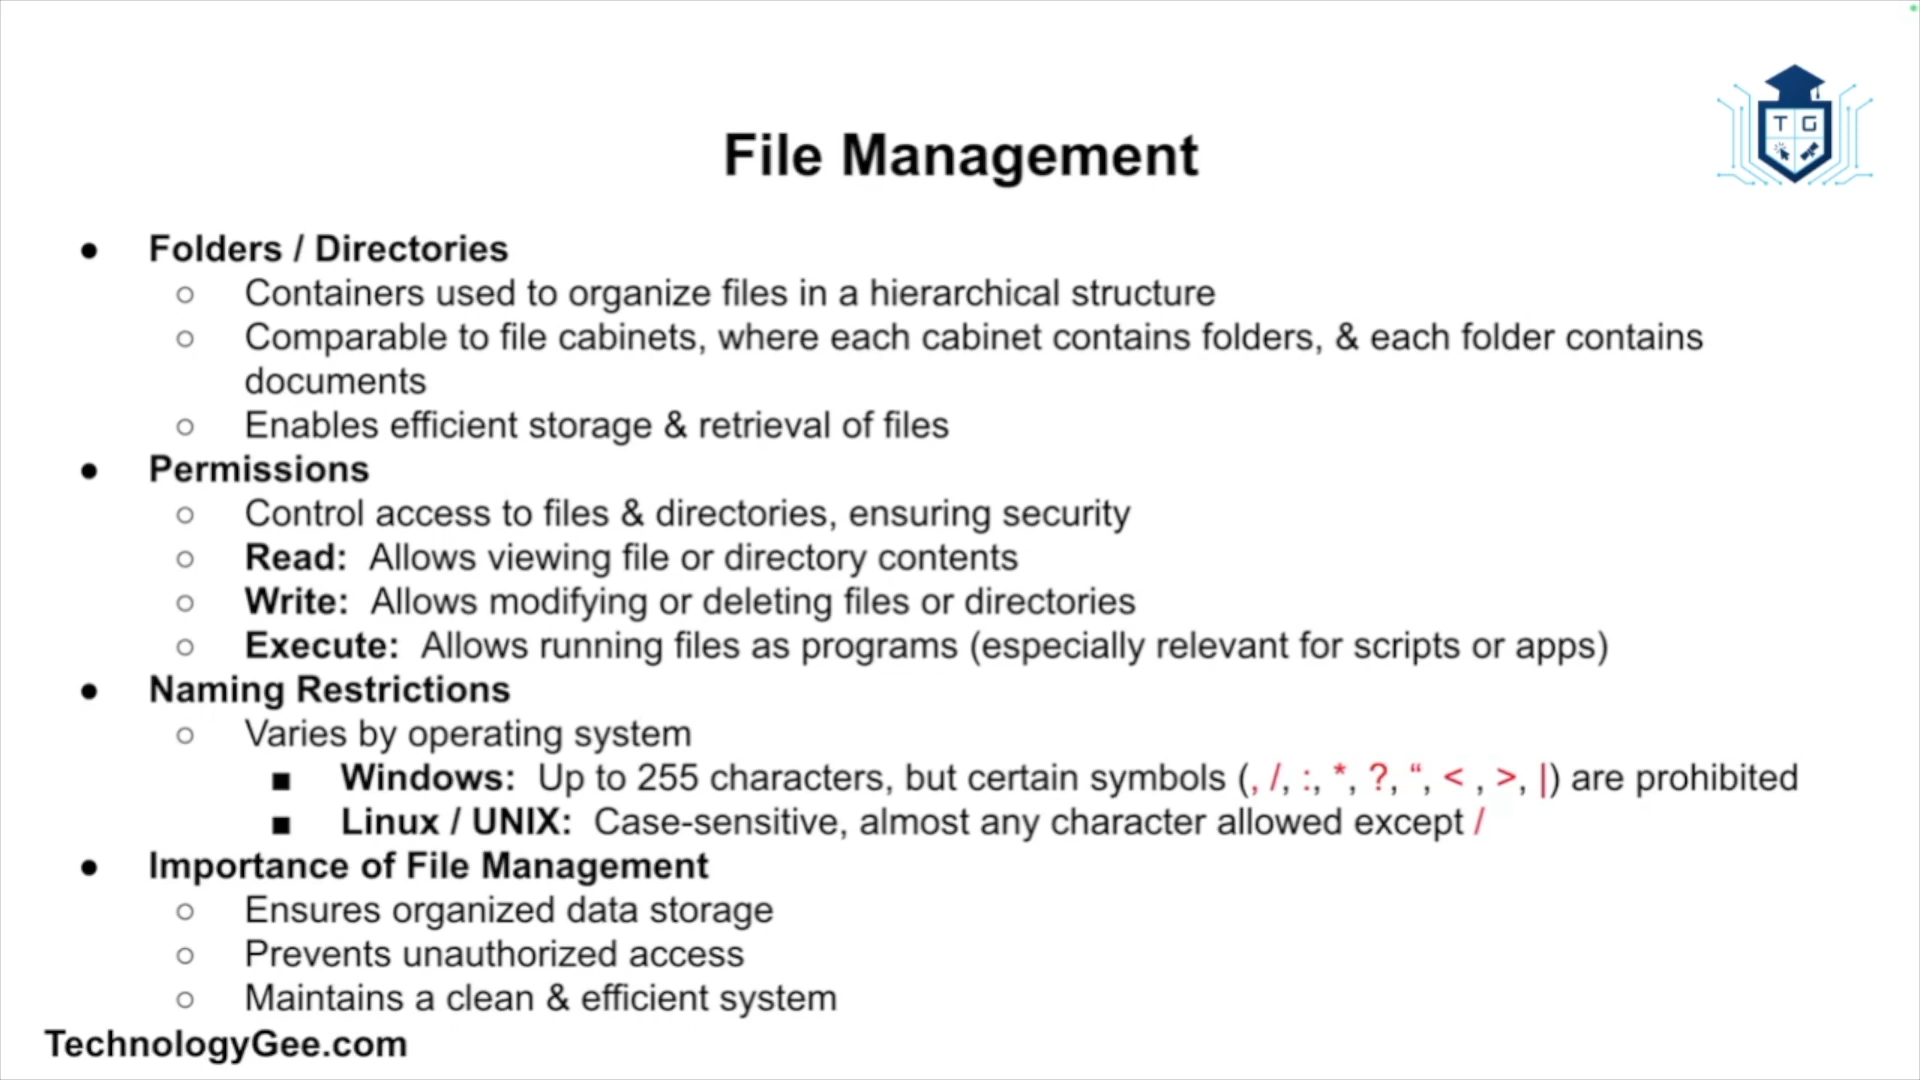 T G
File Management
● Folders / Directories
○ Containers used to organize files in a hierarchical structure
○ Comparable to file cabinets, where each cabinet contains folders, & each folder contains
documents
○ Enables efficient storage & retrieval of files
● Permissions
○ Control access to files & directories, ensuring security
○ Read: Allows viewing file or directory contents
○ Write: Allows modifying or deleting files or directories
○ Execute: Allows running files as programs (especially relevant for scripts or apps)
● Naming Restrictions
○ Varies by operating system
■ Windows: Up to 255 characters, but certain symbols (, /, :, *, ?, “, < , >, |) are prohibited
■ Linux / UNIX: Case-sensitive, almost any character allowed except /
● Importance of File Management
○ Ensures organized data storage
○ Prevents unauthorized access
○ Maintains a clean & efficient system
TechnologyGee.com